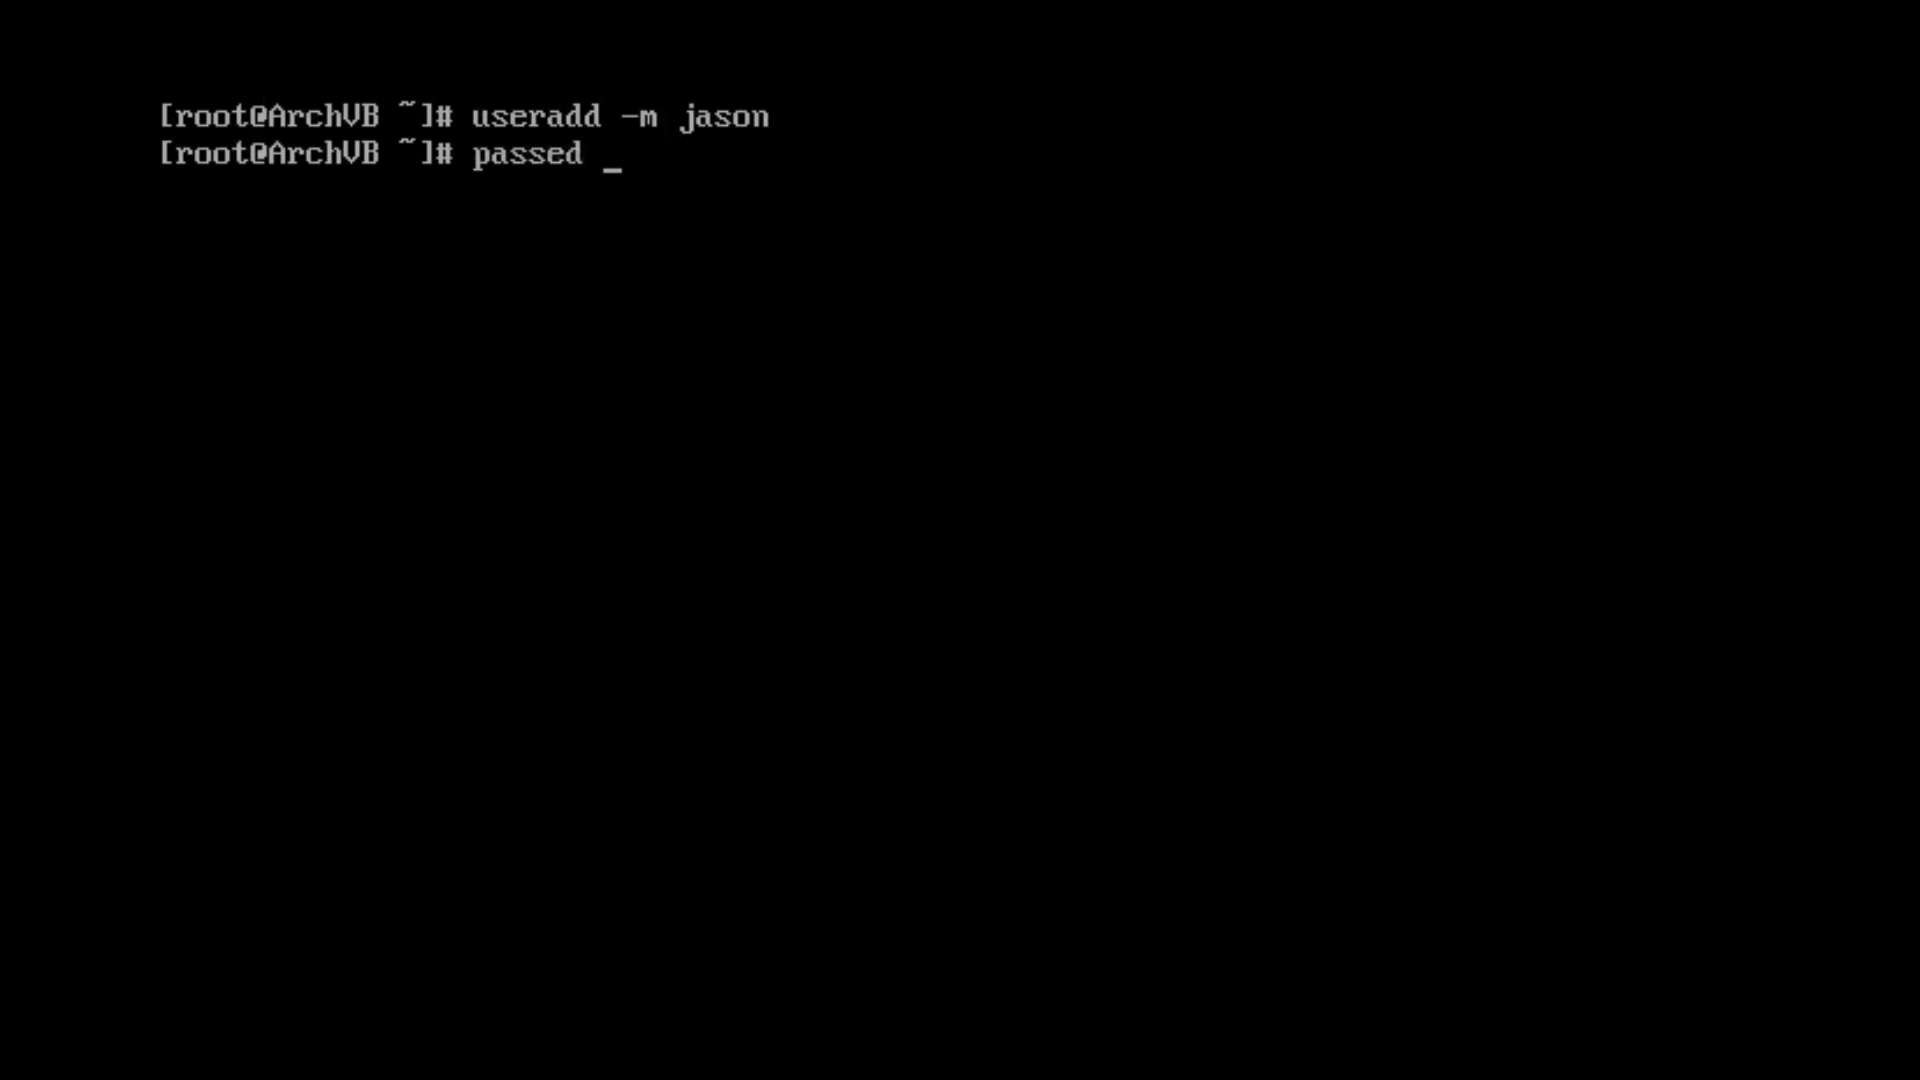 [root@ArchVB ~]# useradd -m jason
[root@ArchVB ~]# passed _